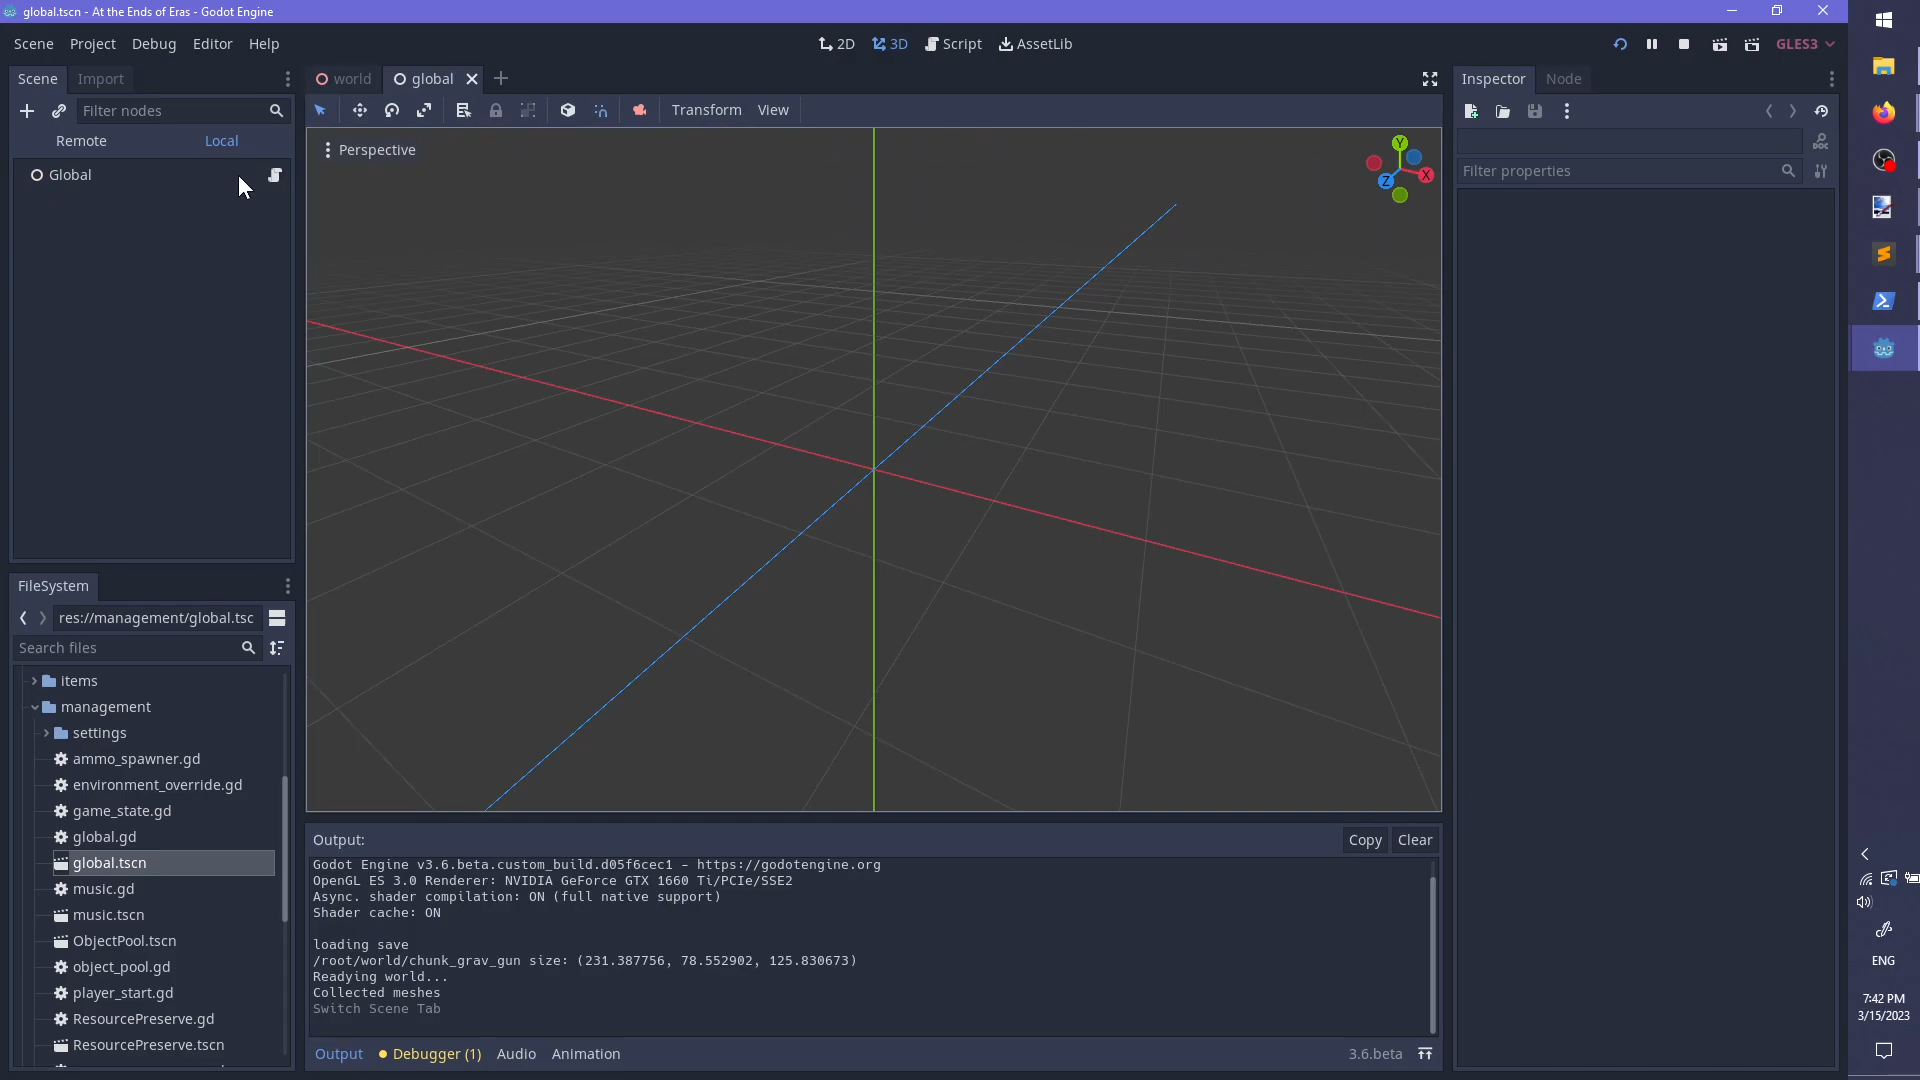 global.tscn - At the Ends of Eras - Godot Engine
Scene Project Debug Editor Help
2D 3D Script AssetLib
GLES3
Scene Import
world global
Inspector Node
Filter nodes
Transform View
Remote Local
Filter properties
Perspective
Y
X
Z
DOC
Global
FileSystem
res://management/global.tsc
Search files
items
management
settings
ammo_spawner.gd
environment_override.gd
game_state.gd
global.gd
global.tscn
music.gd
music.tscn
ObjectPool.tscn
object_pool.gd
player_start.gd
ResourcePreserve.gd
ResourcePreserve.tscn
Output:
Copy Clear
Godot Engine v3.6.beta.custom_build.d05f6cec1 - https://godotengine.org
OpenGL ES 3.0 Renderer: NVIDIA GeForce GTX 1660 Ti/PCIe/SSE2
Async. shader compilation: ON (full native support)
Shader cache: ON
loading save
/root/world/chunk_grav_gun size: (231.387756, 78.552902, 125.830673)
Readying world...
Collected meshes
Switch Scene Tab
Output Debugger (1) Audio Animation
3.6.beta
ENG
7:42 PM
3/15/2023